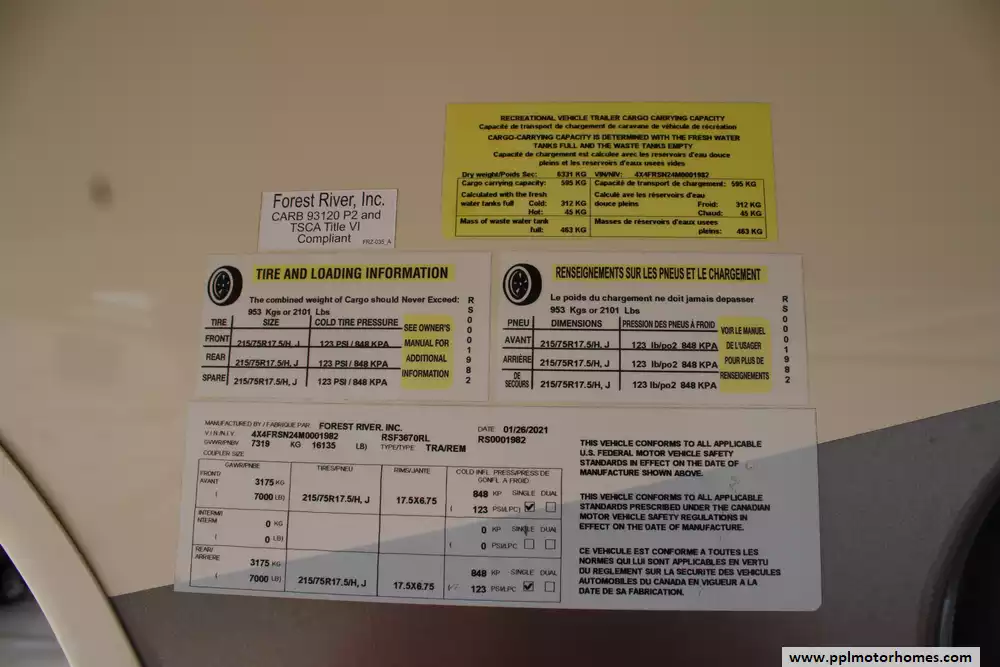 RECREATIONAL VEHICLE TRAILER CARGO CARRYING CAPACITY
Capacité de transport de chargement de caravane de véhicule de récréation
CARGO-CARRYING CAPACITY IS DETERMINED WITH THE FRESH WATER
TANKS FULL AND THE WASTE TANKS EMPTY
Capacité de chargement est calculée avec les reservoirs d'eau douce
pleins et les reservoirs d'eaux usees vides
Dry weight/Poids Sec: 6331 KG VIN/NIV: 4X4FRSN24M0001982
Cargo carrying capacity: 595 KG Capacité de transport de chargement: 595 KG
Calculated with the fresh Calculé avec les réservoirs d'eau
water tanks full Cold: 312 KG douce pleins Froid: 312 KG
Hot: 45 KG Chaud: 45 KG
Mass of waste water tank Masses de réservoirs d'eaux usees
full: 463 KG pleins: 463 KG
Forest River, Inc.
CARB 93120 P2 and
TSCA Title VI
Compliant FRZ-035_A
TIRE AND LOADING INFORMATION
The combined weight of Cargo should Never Exceed:
953 Kgs or 2101 Lbs
TIRE SIZE COLD TIRE PRESSURE
FRONT 215/75R17.5/H, J 123 PSI / 848 KPA
REAR 215/75R17.5/H, J 123 PSI / 848 KPA
SPARE 215/75R17.5/H, J 123 PSI / 848 KPA
SEE OWNER'S
MANUAL FOR
ADDITIONAL
INFORMATION
RS0001982
RENSEIGNEMENTS SUR LES PNEUS ET LE CHARGEMENT
Le poids du chargement ne doit jamais depasser
953 Kgs or 2101 Lbs
PNEU DIMENSIONS PRESSION DES PNEUS À FROID
AVANT 215/75R17.5/H, J 123 lb/po2 848 KPA
ARRIÈRE 215/75R17.5/H, J 123 lb/po2 848 KPA
DE SECOURS 215/75R17.5/H, J 123 lb/po2 848 KPA
VOIR LE MANUEL
DE L'USAGER
POUR PLUS DE
RENSEIGNEMENTS
RS0001982
MANUFACTURED BY / FABRIQUE PAR FOREST RIVER INC. DATE 01/26/2021
V.I.N./N.I.V. 4X4FRSN24M0001982 RSF3670RL RS0001982
GVWR/PNBV 7319 KG 16135 LB) TYPE/TYPE TRA/REM
COUPLER SIZE
GAWR/PNBE TIRES/PNEU RIMS/JANTE COLD INFL PRESS/PRESS DE GONFL A FROID
FRONT/ AVANT 3175 KG 848 KP SINGLE DUAL
( 7000 LB) 215/75R17.5/H, J 17.5X6.75 ( 123 PSI/LPC)
INTERM/ NTERM 0 KG 0 KP SINGLE DUAL
( 0 LB) ( 0 PSI/LPC
REAR/ ARRIERE 3175 KG 848 KP SINGLE DUAL
( 7000 LB) 215/75R17.5/H, J 17.5X6.75 123 PSI/LPC
THIS VEHICLE CONFORMS TO ALL APPLICABLE
U.S. FEDERAL MOTOR VEHICLE SAFETY
STANDARDS IN EFFECT ON THE DATE OF
MANUFACTURE SHOWN ABOVE.
THIS VEHICLE CONFORMS TO ALL APPLICABLE
STANDARDS PRESCRIBED UNDER THE CANADIAN
MOTOR VEHICLE SAFETY REGULATIONS IN
EFFECT ON THE DATE OF MANUFACTURE.
CE VEHICULE EST CONFORME A TOUTES LES
NORMES QUI LUI SONT APPLICABLES EN VERTU
DU REGLEMENT SUR LA SECURITE DES VEHICULES
AUTOMOBILES DU CANADA EN VIGUEUR A LA
DATE DE SA FABRICATION.
www.pplmotorhomes.com